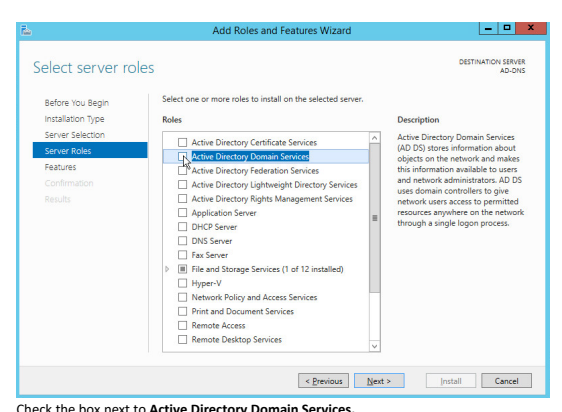 Add Roles and Features Wizard
Select server roles
DESTINATION SERVER
AD-DNS
Before You Begin
Installation Type
Server Selection
Server Roles
Features
Confirmation
Results
Select one or more roles to install on the selected server.
Roles
Active Directory Certificate Services
Active Directory Domain Services
Active Directory Federation Services
Active Directory Lightweight Directory Services
Active Directory Rights Management Services
Application Server
DHCP Server
DNS Server
Fax Server
File and Storage Services (1 of 12 installed)
Hyper-V
Network Policy and Access Services
Print and Document Services
Remote Access
Remote Desktop Services
Description
Active Directory Domain Services
(AD DS) stores information about
objects on the network and makes
this information available to users
and network administrators. AD DS
uses domain controllers to give
network users access to permitted
resources anywhere on the network
through a single logon process.
< Previous
Next >
Install
Cancel
Check the box next to Active Directory Domain Services.